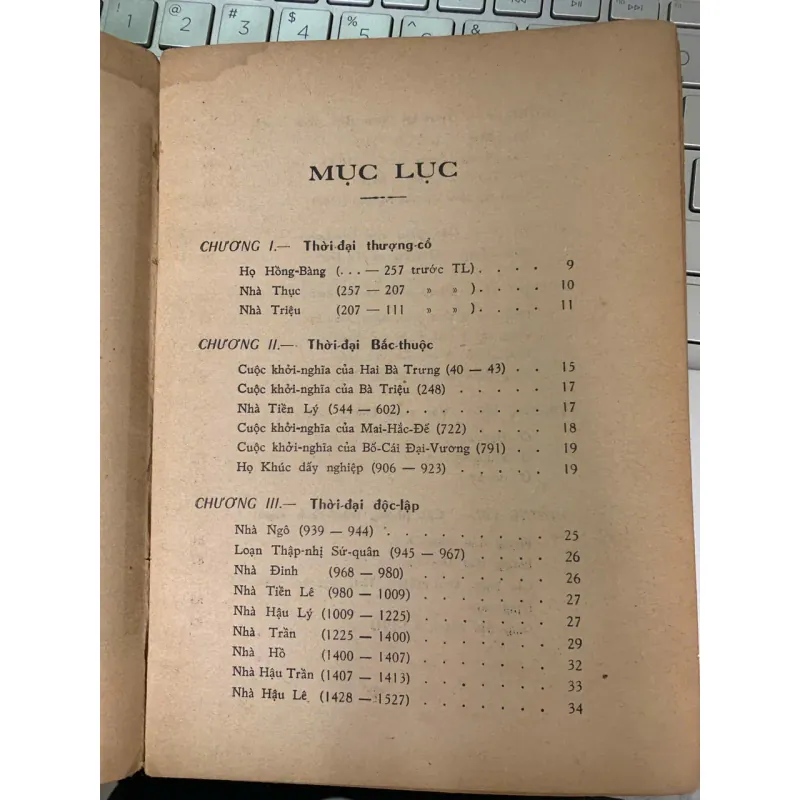 ! 1
@ 2
# 3
$ 4
% 5
MỤC LỤC
CHƯƠNG I.— Thời-đại thượng-cổ
Họ Hồng-Bàng (. . . — 257 trước TL) . . . . 9
Nhà Thục (257 — 207 » » ) . . . . 10
Nhà Triệu (207 — 111 » » ) . . . . 11
CHƯƠNG II.— Thời-đại Bắc-thuộc
Cuộc khởi-nghĩa của Hai Bà Trưng (40 — 43) . . 15
Cuộc khởi-nghĩa của Bà Triệu (248) . . . . . 17
Nhà Tiền Lý (544 — 602) . . . . . . . . 17
Cuộc khởi-nghĩa của Mai-Hắc-Đế (722) . . . . 18
Cuộc khởi-nghĩa của Bố-Cái Đại-Vương (791) . . 19
Họ Khúc dấy nghiệp (906 — 923) . . . . . 19
CHƯƠNG III.— Thời-đại độc-lập
Nhà Ngô (939 — 944) . . . . . . . . 25
Loạn Thập-nhị Sứ-quân (945 — 967) . . . . 26
Nhà Đinh (968 — 980) . . . . . . . 26
Nhà Tiền Lê (980 — 1009) . . . . . . . 27
Nhà Hậu Lý (1009 — 1225) . . . . . . . 27
Nhà Trần (1225 — 1400) . . . . . . . 29
Nhà Hồ (1400 — 1407) . . . . . . . 32
Nhà Hậu Trần (1407 — 1413) . . . . . . . 33
Nhà Hậu Lê (1428 — 1527) . . . . . . . 34